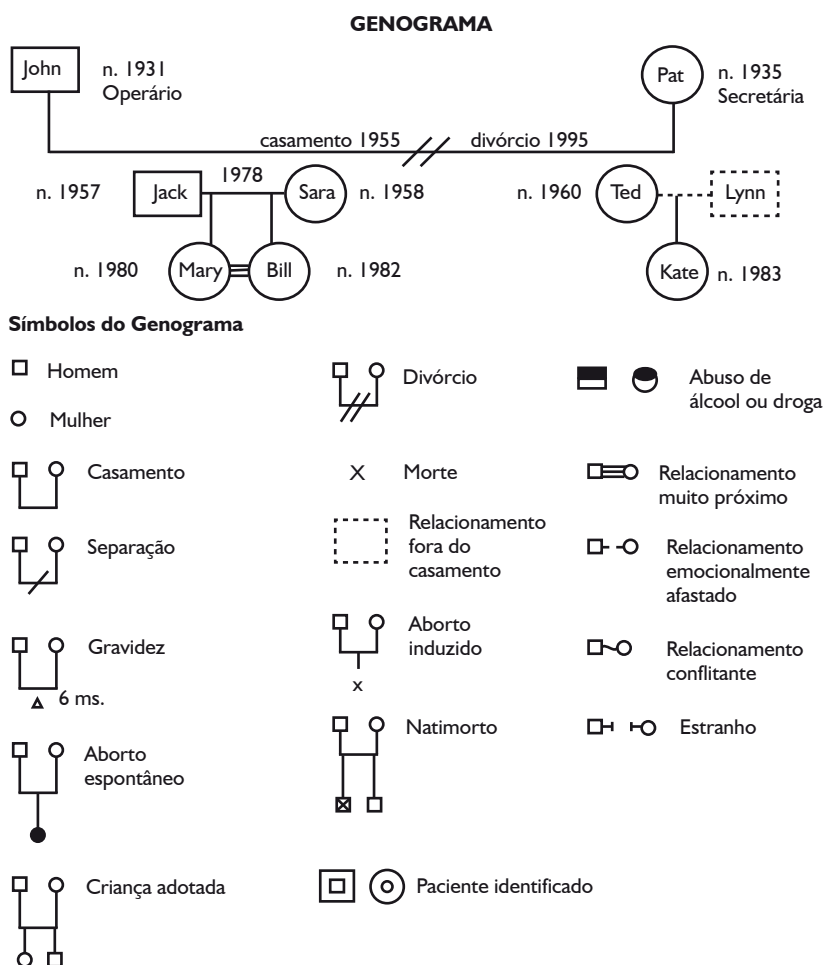 GENOGRAMA
John
n. 1931
Operário
Pat
n. 1935
Secretária
casamento 1955
divórcio 1995
n. 1957
Jack
1978
Sara
n. 1958
n. 1960
Ted
Lynn
n. 1980
Mary
Bill
n. 1982
Kate
n. 1983
Símbolos do Genograma
Homem
Mulher
Casamento
Separação
Gravidez
6 ms.
Aborto
espontâneo
Criança adotada
Divórcio
x Morte
Relacionamento
fora do
casamento
Aborto
induzido
x
Natimorto
Paciente identificado
Abuso de
álcool ou droga
Relacionamento
muito próximo
Relacionamento
emocionalmente
afastado
Relacionamento
conflitante
Estranho